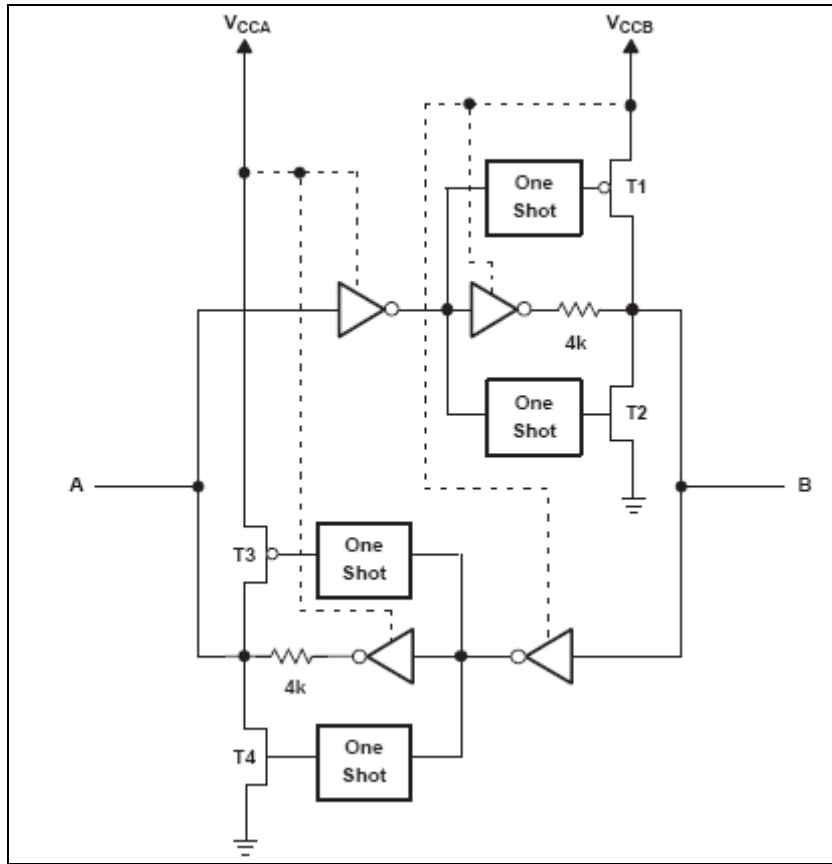 VCCA
VCCB
One
Shot
T1
4k
One
Shot
T2
A
B
T3
One
Shot
4k
T4
One
Shot